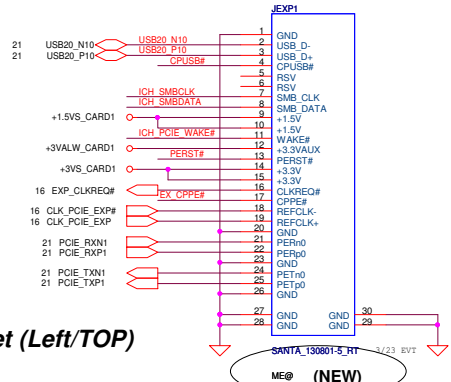 JEXP1
1 GND
21 USB20_N10 USB20_N10 2 USB_D-
21 USB20_P10 USB20_P10 3 USB_D+
CPUSB# 4 CPUSB#
5 RSV
6 RSV
ICH_SMBCLK 7 SMB_CLK
ICH_SMBDATA 8 SMB_DATA
+1.5VS_CARD1 9 +1.5V
10 +1.5V
ICH_PCIE_WAKE# 11 WAKE#
+3VALW_CARD1 12 +3.3VAUX
PERST# 13 PERST#
+3VS_CARD1 14 +3.3V
15 +3.3V
16 EXP_CLKREQ# 16 CLKREQ#
EX_CPPE# 17 CPPE#
16 CLK_PCIE_EXP# 18 REFCLK-
16 CLK_PCIE_EXP 19 REFCLK+
20 GND
21 PCIE_RXN1 21 PERn0
21 PCIE_RXP1 22 PERp0
23 GND
21 PCIE_TXN1 24 PETn0
21 PCIE_TXP1 25 PETp0
26 GND
27 GND GND 30
28 GND GND 29
et (Left/TOP)
SANTA_130801-5_RT 3/23 EVT
ME@ (NEW)